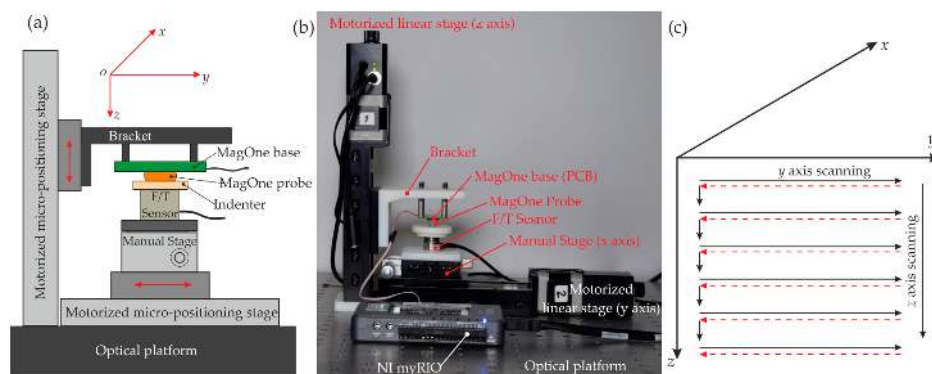 (a)
x
o
y
z
Motorized micro-positioning stage
Bracket
MagOne base
MagOne probe
Indenter
F/T
Sensor
Manual Stage
Motorized micro-positioning stage
Optical platform
(b)
Motorized linear stage (z axis)
1
Bracket
MagOne base (PCB)
MagOne Probe
F/T Sesnor
Manual Stage (x axis)
2
Motorized
linear stage (y axis)
NI myRIO
Optical platform
(c)
x
y
y axis scanning
z axis scanning
z